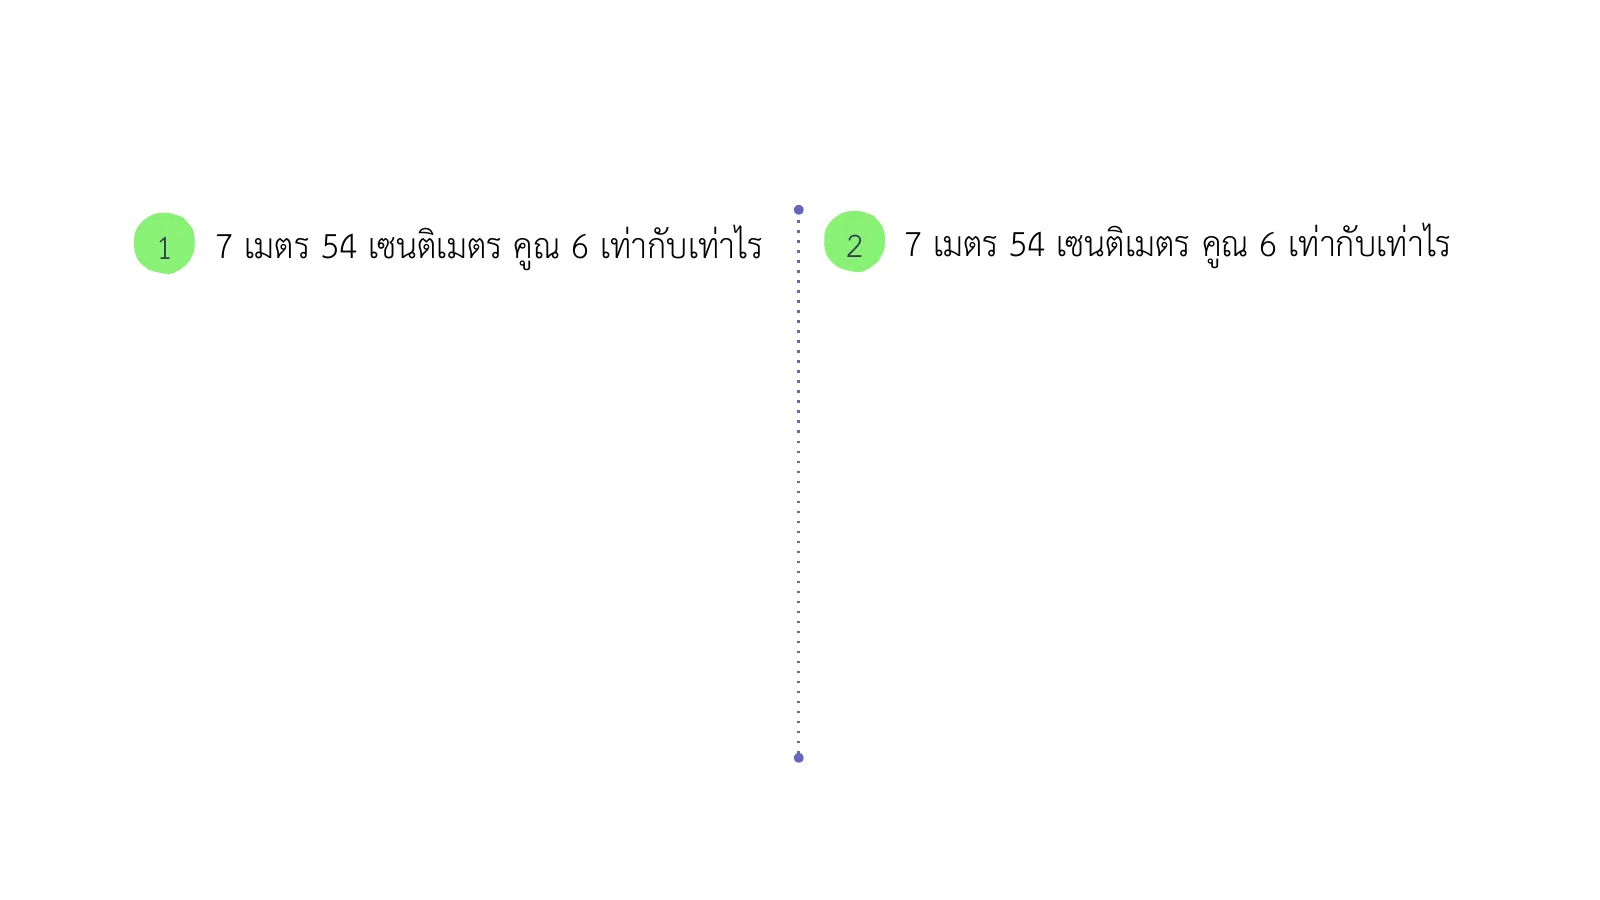 1 7 เมตร 54 เซนติเมตร คูณ 6 เท่ากับเท่าไร
2 7 เมตร 54 เซนติเมตร คูณ 6 เท่ากับเท่าไร